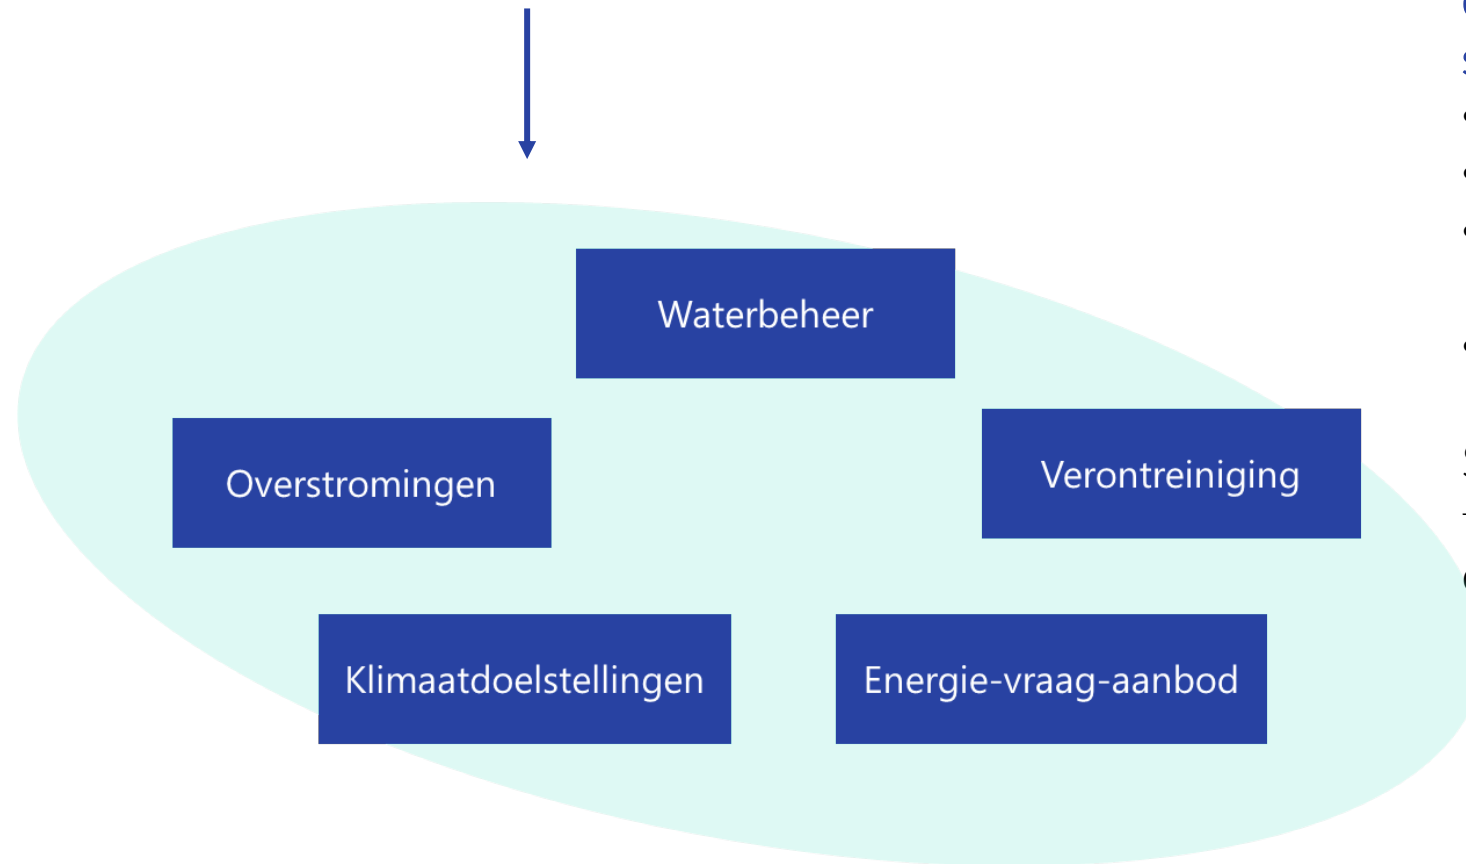 Waterbeheer
Overstromingen
Verontreiniging
Klimaatdoelstellingen
Energie-vraag-aanbod